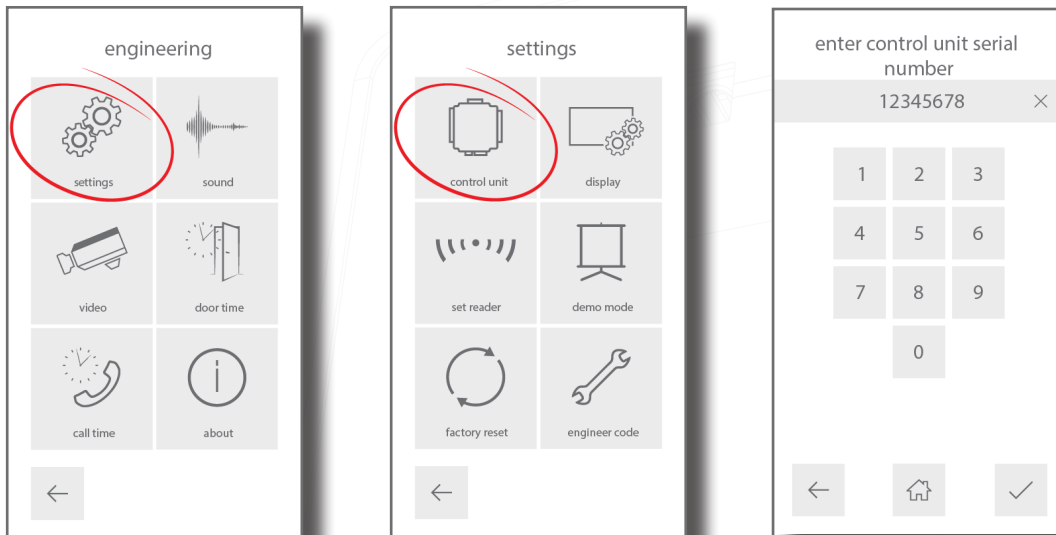 engineering
settings
sound
video
door time
call time
about
settings
control unit
display
set reader
demo mode
factory reset
engineer code
enter control unit serial
number
12345678
1 2 3
4 5 6
7 8 9
0